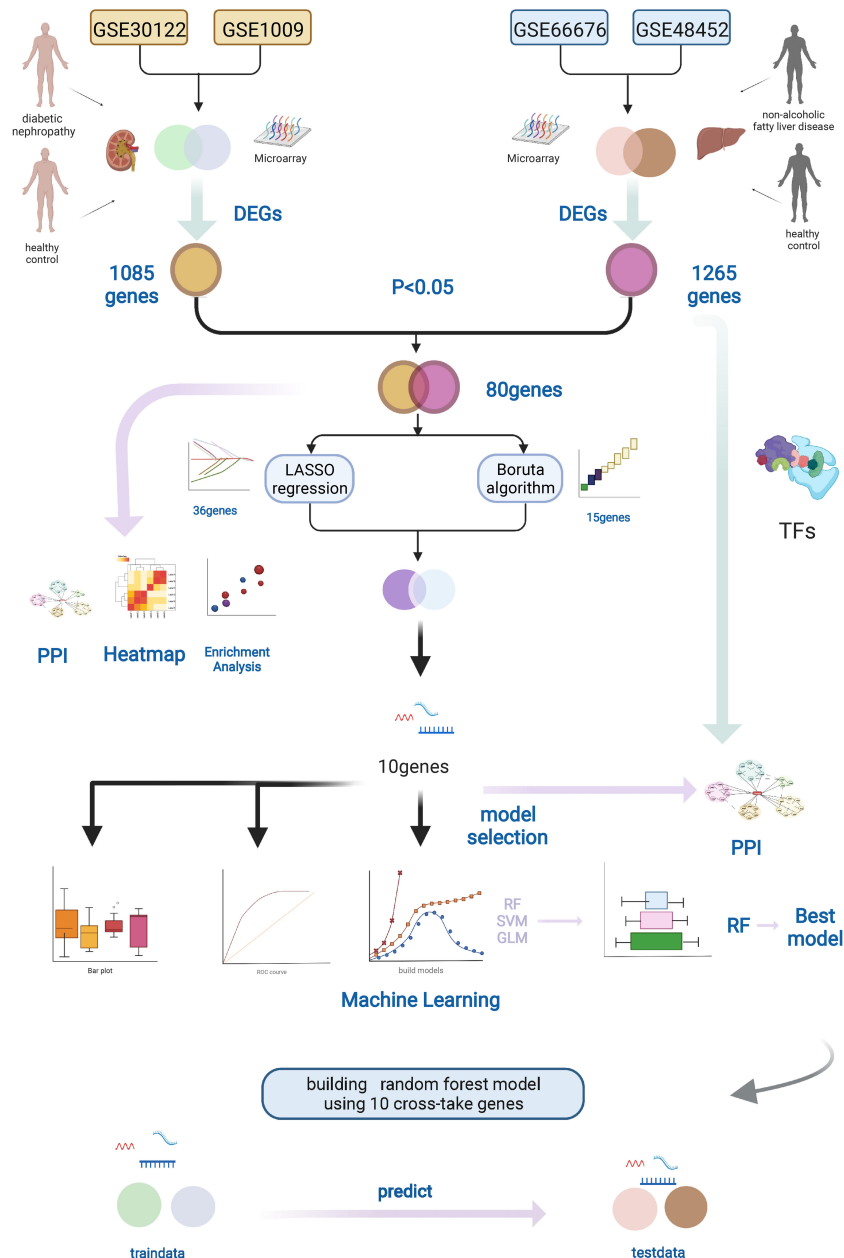 GSE30122
GSE1009
GSE66676
GSE48452
diabetic
nephropathy
Microarray
Microarray
non-alcoholic
fatty liver disease
healthy
control
DEGs
DEGs
healthy
control
1085
genes
P<0.05
1265
genes
80genes
LASSO
regression
Boruta
algorithm
36genes
15genes
TFs
PPI
Heatmap
Enrichment
Analysis
10genes
model
selection
PPI
RF
SVM
GLM
RF
Best
model
Bar plot
ROC courve
build models
Machine Learning
building random forest model
using 10 cross-take genes
predict
traindata
testdata